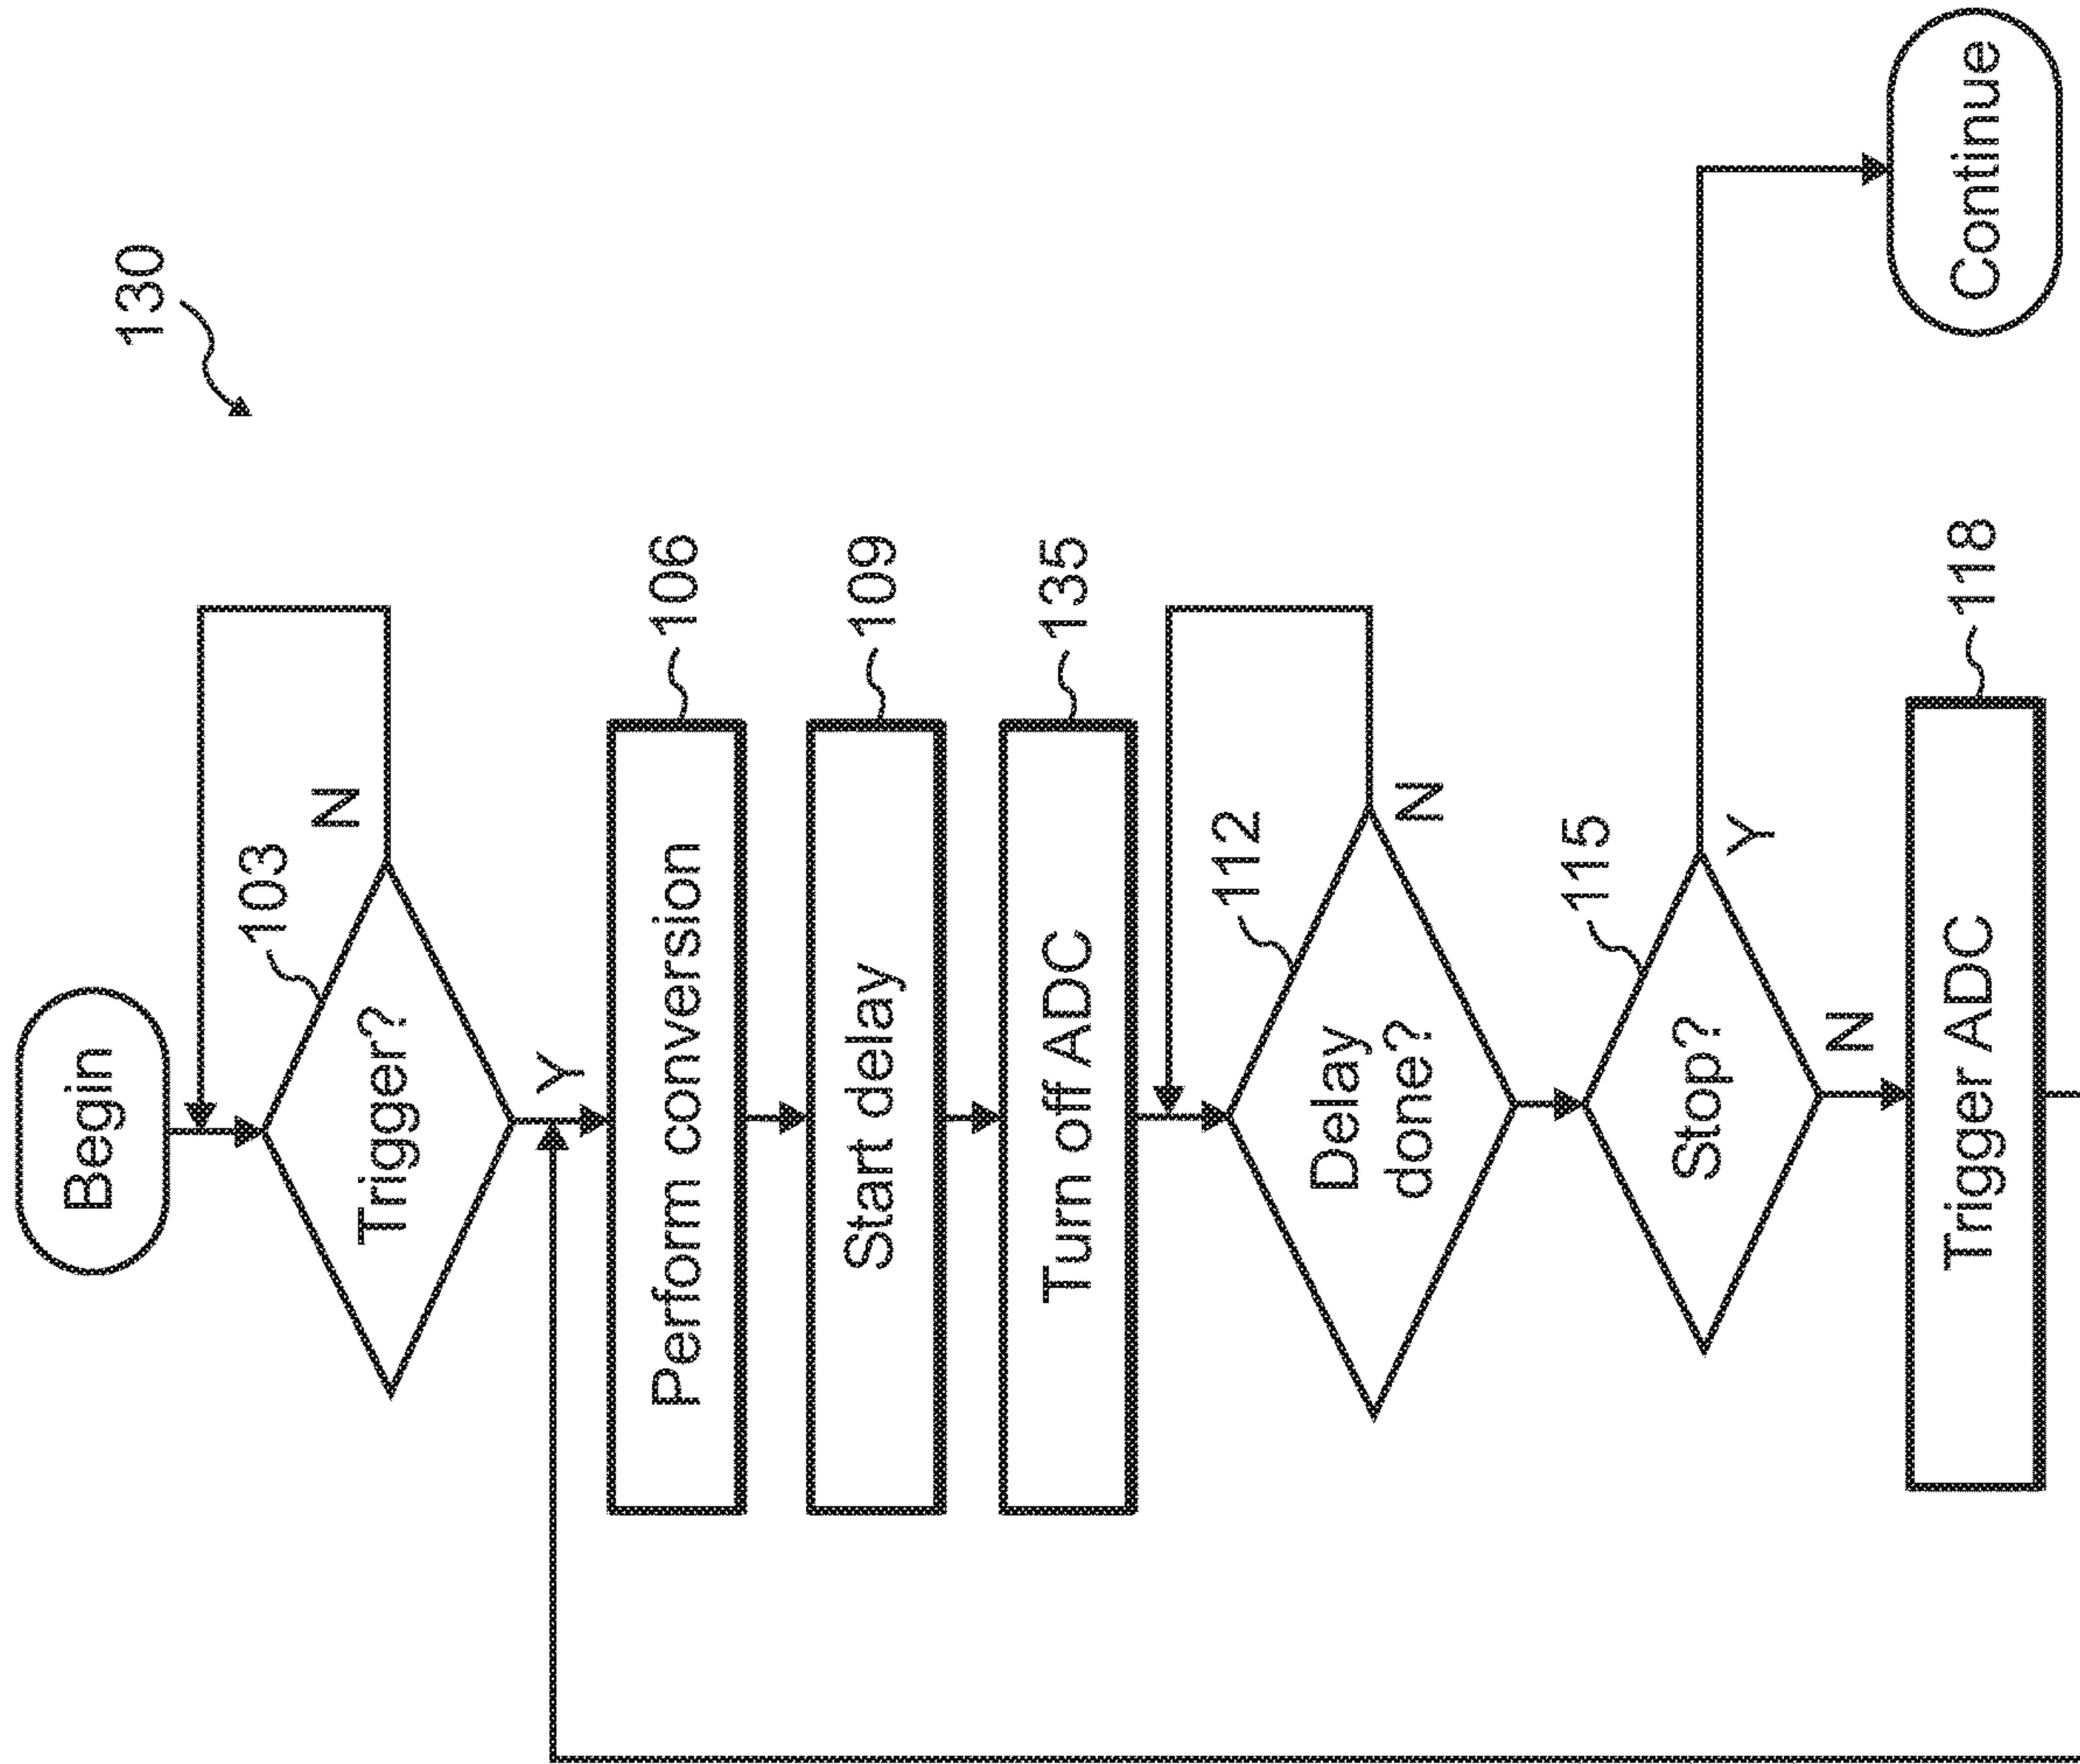 130
Begin
103
Trigger?
N
Y
Perform conversion
106
Start delay
109
Turn off ADC
135
112
Delay
done?
N
115
Stop?
Y
N
Trigger ADC
118
Continue